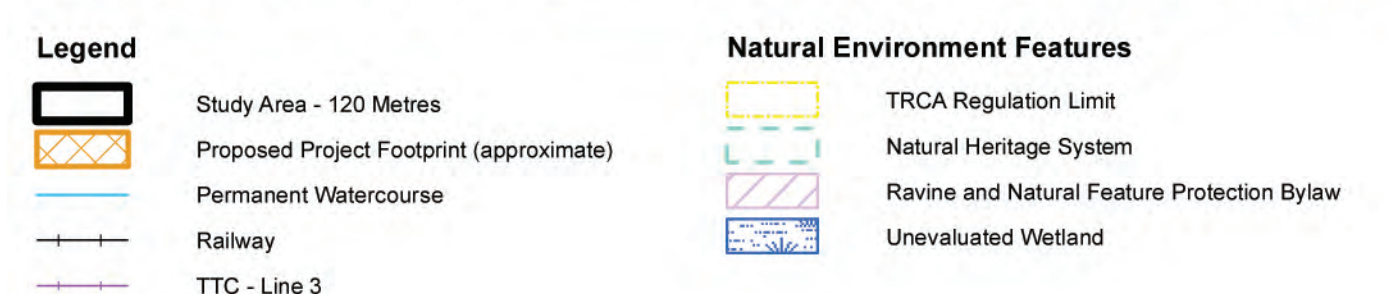 Legend
Study Area - 120 Metres
Proposed Project Footprint (approximate)
Permanent Watercourse
Railway
TTC - Line 3
Natural Environment Features
TRCA Regulation Limit
Natural Heritage System
Ravine and Natural Feature Protection Bylaw
Unevaluated Wetland